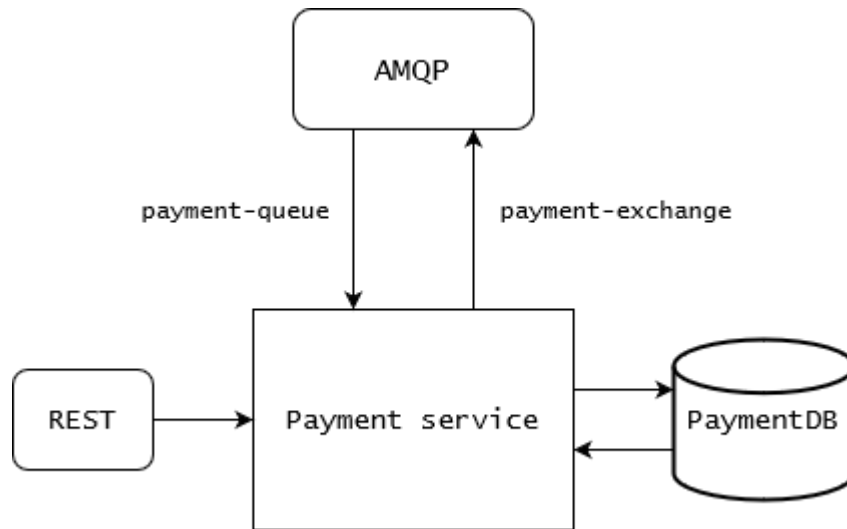 AMQP
payment-queue
payment-exchange
REST
Payment service
PaymentDB